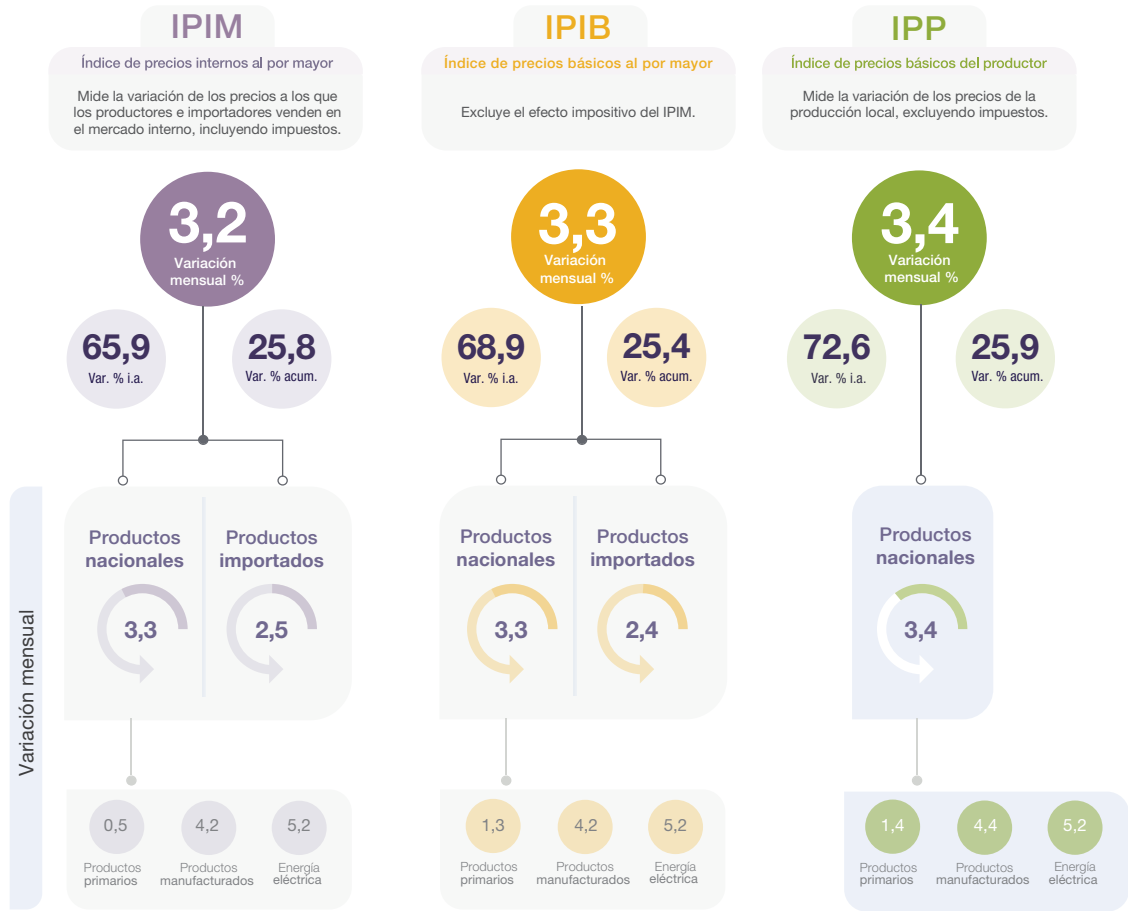 IPIM
Índice de precios internos al por mayor
Mide la variación de los precios a los que
los productores e importadores venden en
el mercado interno, incluyendo impuestos.
3,2
Variación
mensual %
65,9
Var. % i.a.
25,8
Var. % acum.
Productos
nacionales
3,3
Productos
importados
2,5
0,5
Productos
primarios
4,2
Productos
manufacturados
5,2
Energía
eléctrica
IPIB
Índice de precios básicos al por mayor
Excluye el efecto impositivo del IPIM.
3,3
Variación
mensual %
68,9
Var. % i.a.
25,4
Var. % acum.
Productos
nacionales
3,3
Productos
importados
2,4
1,3
Productos
primarios
4,2
Productos
manufacturados
5,2
Energía
eléctrica
IPP
Índice de precios básicos del productor
Mide la variación de los precios de la
producción local, excluyendo impuestos.
3,4
Variación
mensual %
72,6
Var. % i.a.
25,9
Var. % acum.
Productos
nacionales
3,4
1,4
Productos
primarios
4,4
Productos
manufacturados
5,2
Energía
eléctrica
Variación mensual